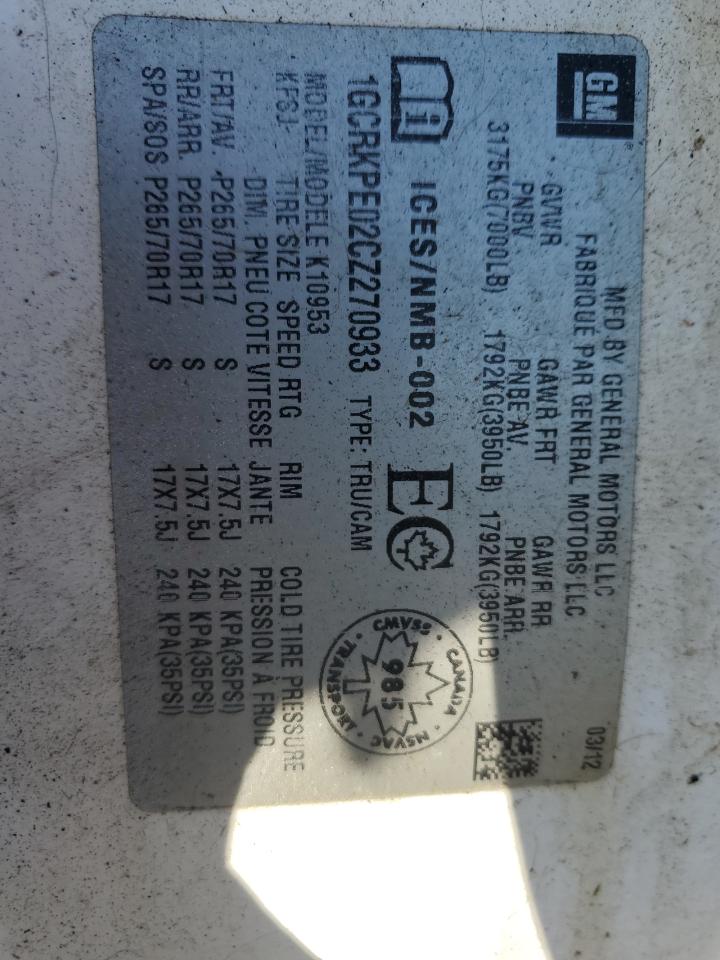 GM
MFD BY GENERAL MOTORS LLC 03/12
FABRIQUÉ PAR GENERAL MOTORS LLC
GVWR GAWR FRT GAWR RR
PNBV PNBE AV. PNBE ARR.
3175KG(7000LB) 1792KG(3950LB) 1792KG(3950LB)
ICES/NMB-002 EC
CANADA · NSVAC · TRANSPORT · CMVSS ·
985
1GCRKPE02CZ270933 TYPE: TRU/CAM
MODEL/MODELE K10953
TIRE SIZE SPEED RTG RIM COLD TIRE PRESSURE
DIM. PNEU COTE VITESSE JANTE PRESSION À FROID
FRT/AV. P265/70R17 S 17X7.5J 240 KPA(35PSI)
RR/ARR. P265/70R17 S 17X7.5J 240 KPA(35PSI)
SPA/SOS P265/70R17 S 17X7.5J 240 KPA(35PSI)